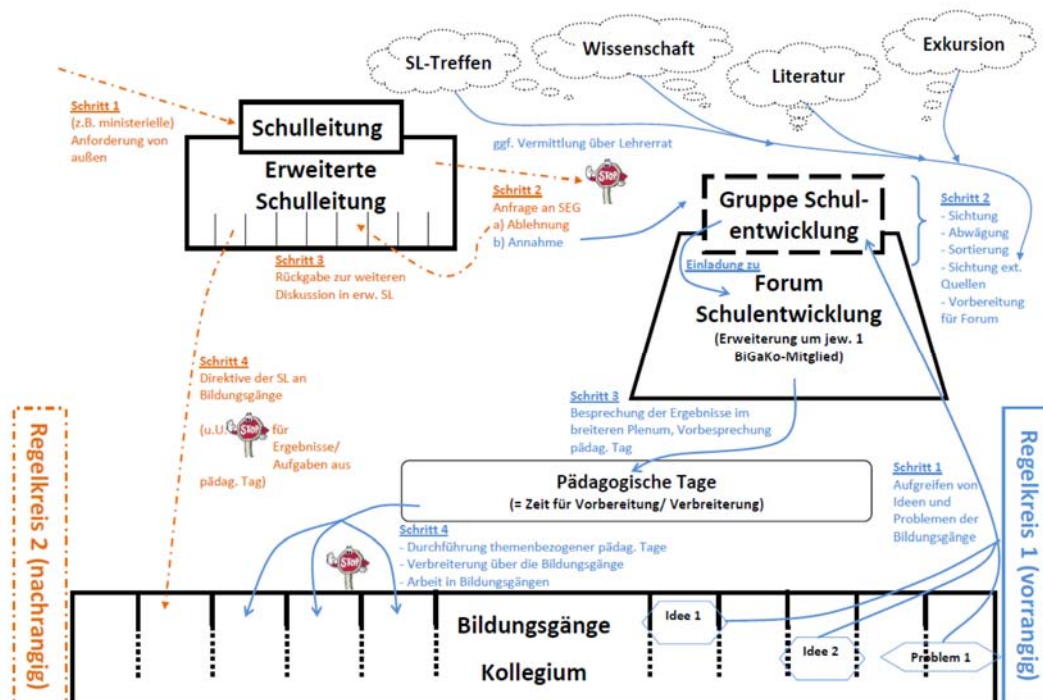 SL-Treffen
Wissenschaft
Literatur
Exkursion
Schritt 1
(z.B. ministerielle)
Anforderung von
außen
Schulleitung
Erweiterte
Schulleitung
ggf. Vermittlung über Lehrerrat
STOP
Schritt 2
Anfrage an SEG
a) Ablehnung
b) Annahme
Schritt 3
Rückgabe zur weiteren
Diskussion in erw. SL
Gruppe Schul-
entwicklung
Einladung zu
Forum
Schulentwicklung
(Erweiterung um jew. 1
BiGaKo-Mitglied)
Schritt 2
- Sichtung
- Abwägung
- Sortierung
- Sichtung ext.
Quellen
- Vorbereitung
für Forum
Schritt 4
Direktive der SL an
Bildungsgänge
(u.U. STOP für
Ergebnisse/
Aufgaben aus
pädag. Tag)
Schritt 3
Besprechung der Ergebnisse im
breiteren Plenum, Vorbesprechung
pädag. Tag
Pädagogische Tage
(= Zeit für Vorbereitung/ Verbreiterung)
Schritt 4
- Durchführung themenbezogener pädag. Tage
- Verbreiterung über die Bildungsgänge
- Arbeit in Bildungsgängen
STOP
Schritt 1
Aufgreifen von
Ideen und
Problemen der
Bildungsgänge
Regelkreis 2 (nachrangig)
Regelkreis 1 (vorrangig)
Bildungsgänge
Kollegium
Idee 1
Idee 2
Problem 1